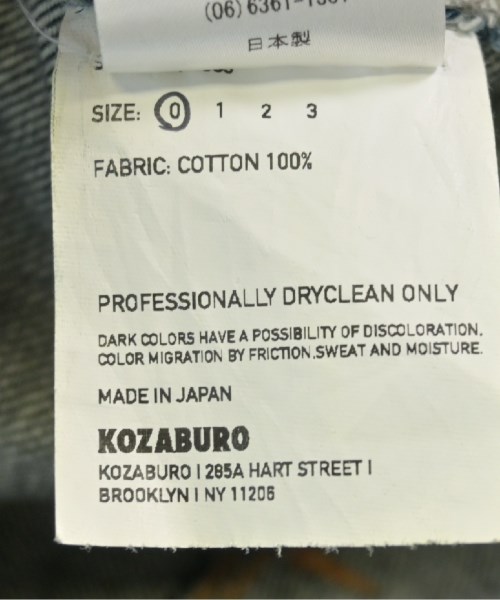 (06) 6361-
日本製
SIZE: 0 1 2 3
FABRIC: COTTON 100%
PROFESSIONALLY DRYCLEAN ONLY
DARK COLORS HAVE A POSSIBILITY OF DISCOLORATION,
COLOR MIGRATION BY FRICTION,SWEAT AND MOISTURE.
MADE IN JAPAN
KOZABURO
KOZABURO | 285A HART STREET |
BROOKLYN | NY 11206